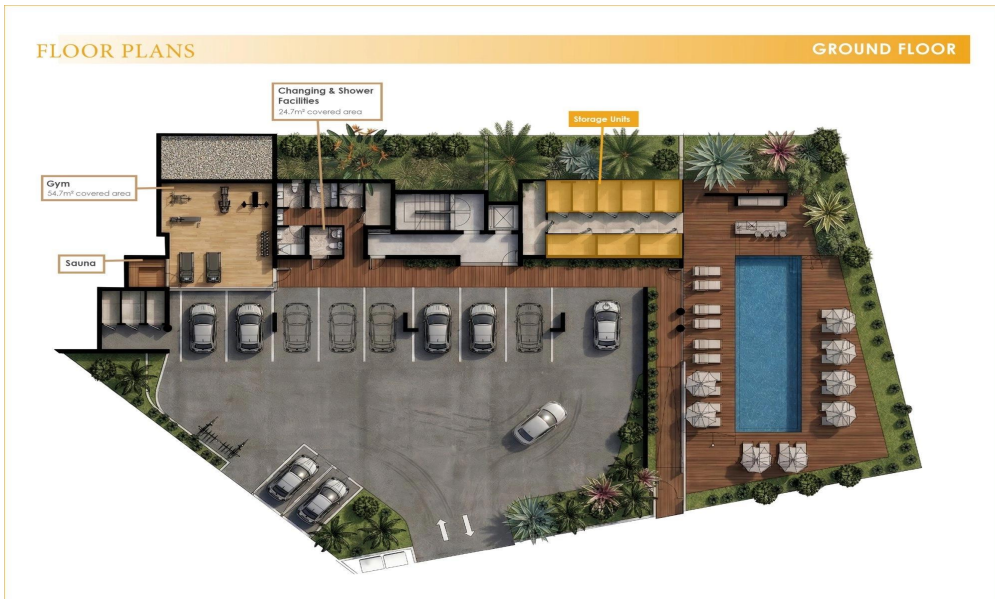 FLOOR PLANS
GROUND FLOOR
Changing & Shower
Facilities
24.7m² covered area
Storage Units
Gym
54.7m² covered area
Sauna